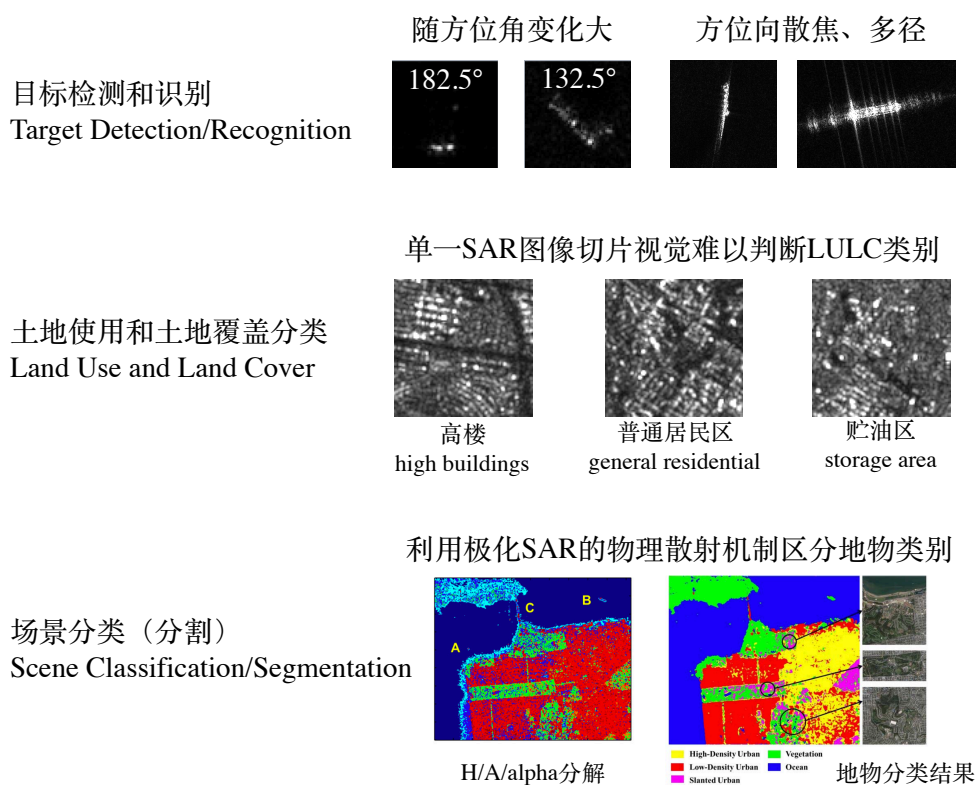 随方位角变化大
方位向散焦、多径
182.5°
132.5°
目标检测和识别
Target Detection/Recognition
单一SAR图像切片视觉难以判断LULC类别
土地使用和土地覆盖分类
Land Use and Land Cover
高楼
high buildings
普通居民区
general residential
贮油区
storage area
利用极化SAR的物理散射机制区分地物类别
场景分类（分割）
Scene Classification/Segmentation
A
C
B
High-Density Urban
Vegetation
Low-Density Urban
Ocean
Slanted Urban
H/A/alpha分解
地物分类结果